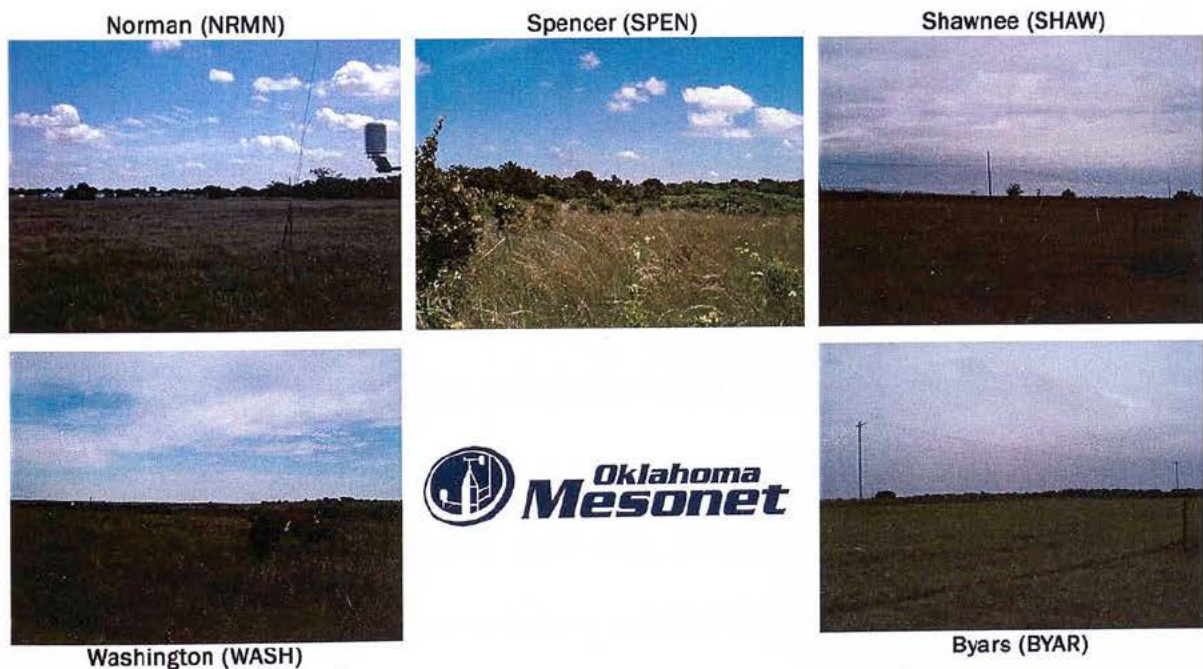 Norman (NRMN)
Spencer (SPEN)
Shawnee (SHAW)
Oklahoma
Mesonet
Washington (WASH)
Byars (BYAR)